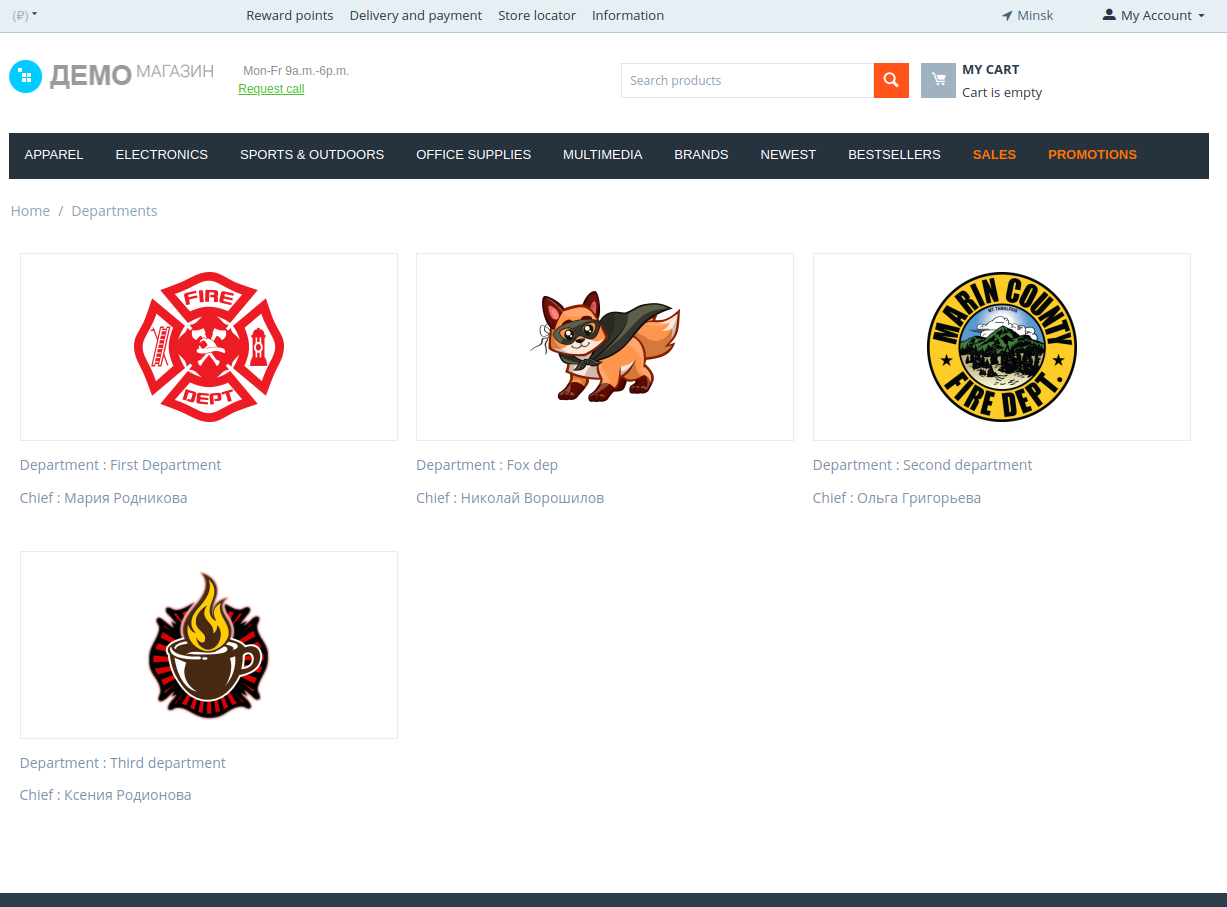 (₽)
Reward points Delivery and payment Store locator Information
Minsk
My Account
ДЕМО МАГАЗИН
Mon-Fr 9a.m.-6p.m.
Request call
Search products
MY CART
Cart is empty
APPAREL ELECTRONICS SPORTS & OUTDOORS OFFICE SUPPLIES MULTIMEDIA BRANDS NEWEST BESTSELLERS SALES PROMOTIONS
Home / Departments
FIRE
DEPT
Department : First Department
Chief : Мария Родникова
Department : Fox dep
Chief : Николай Ворошилов
MARIN COUNTY
MT. TAMALPAIS
FIRE DEPT.
Department : Second department
Chief : Ольга Григорьева
Department : Third department
Chief : Ксения Родионова